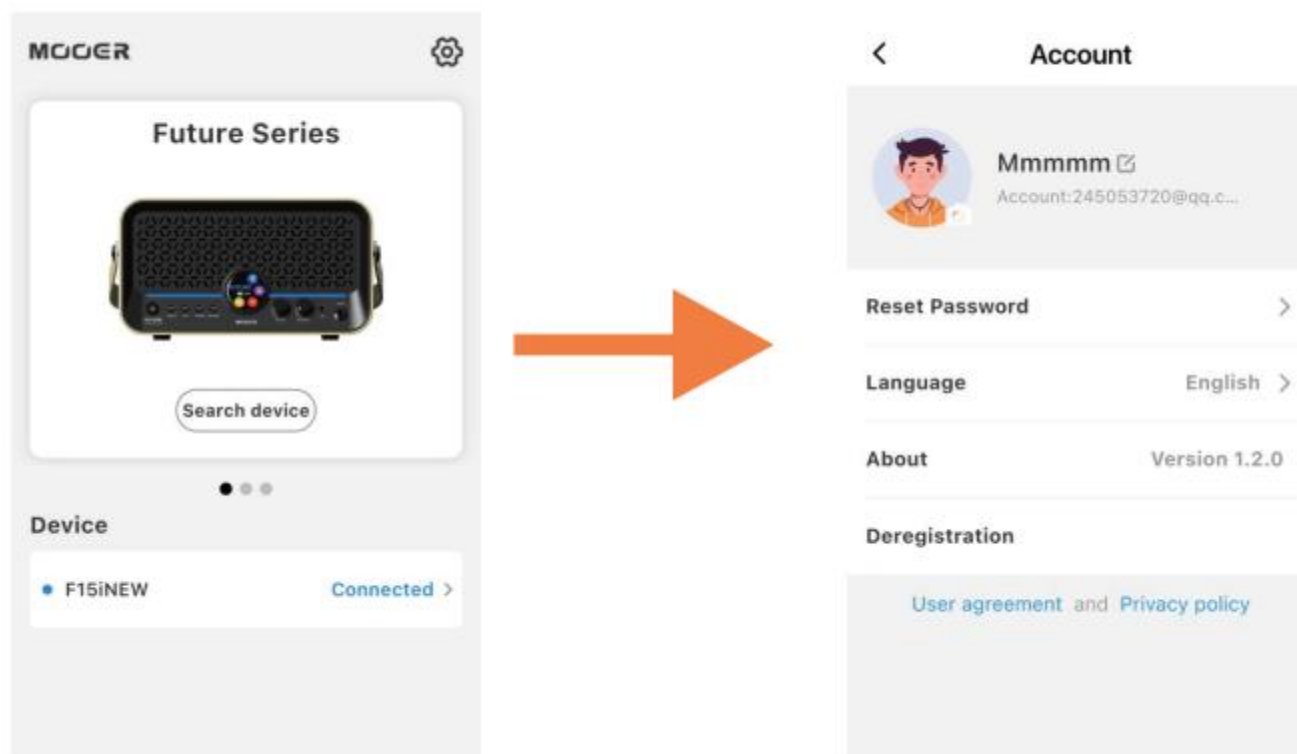 MOOER
Future Series
Search device
Device
F15iNEW
Connected >
< Account
Mmmmm
Account:245053720@qq.c...
Reset Password >
Language English >
About Version 1.2.0
Deregistration
User agreement and Privacy policy